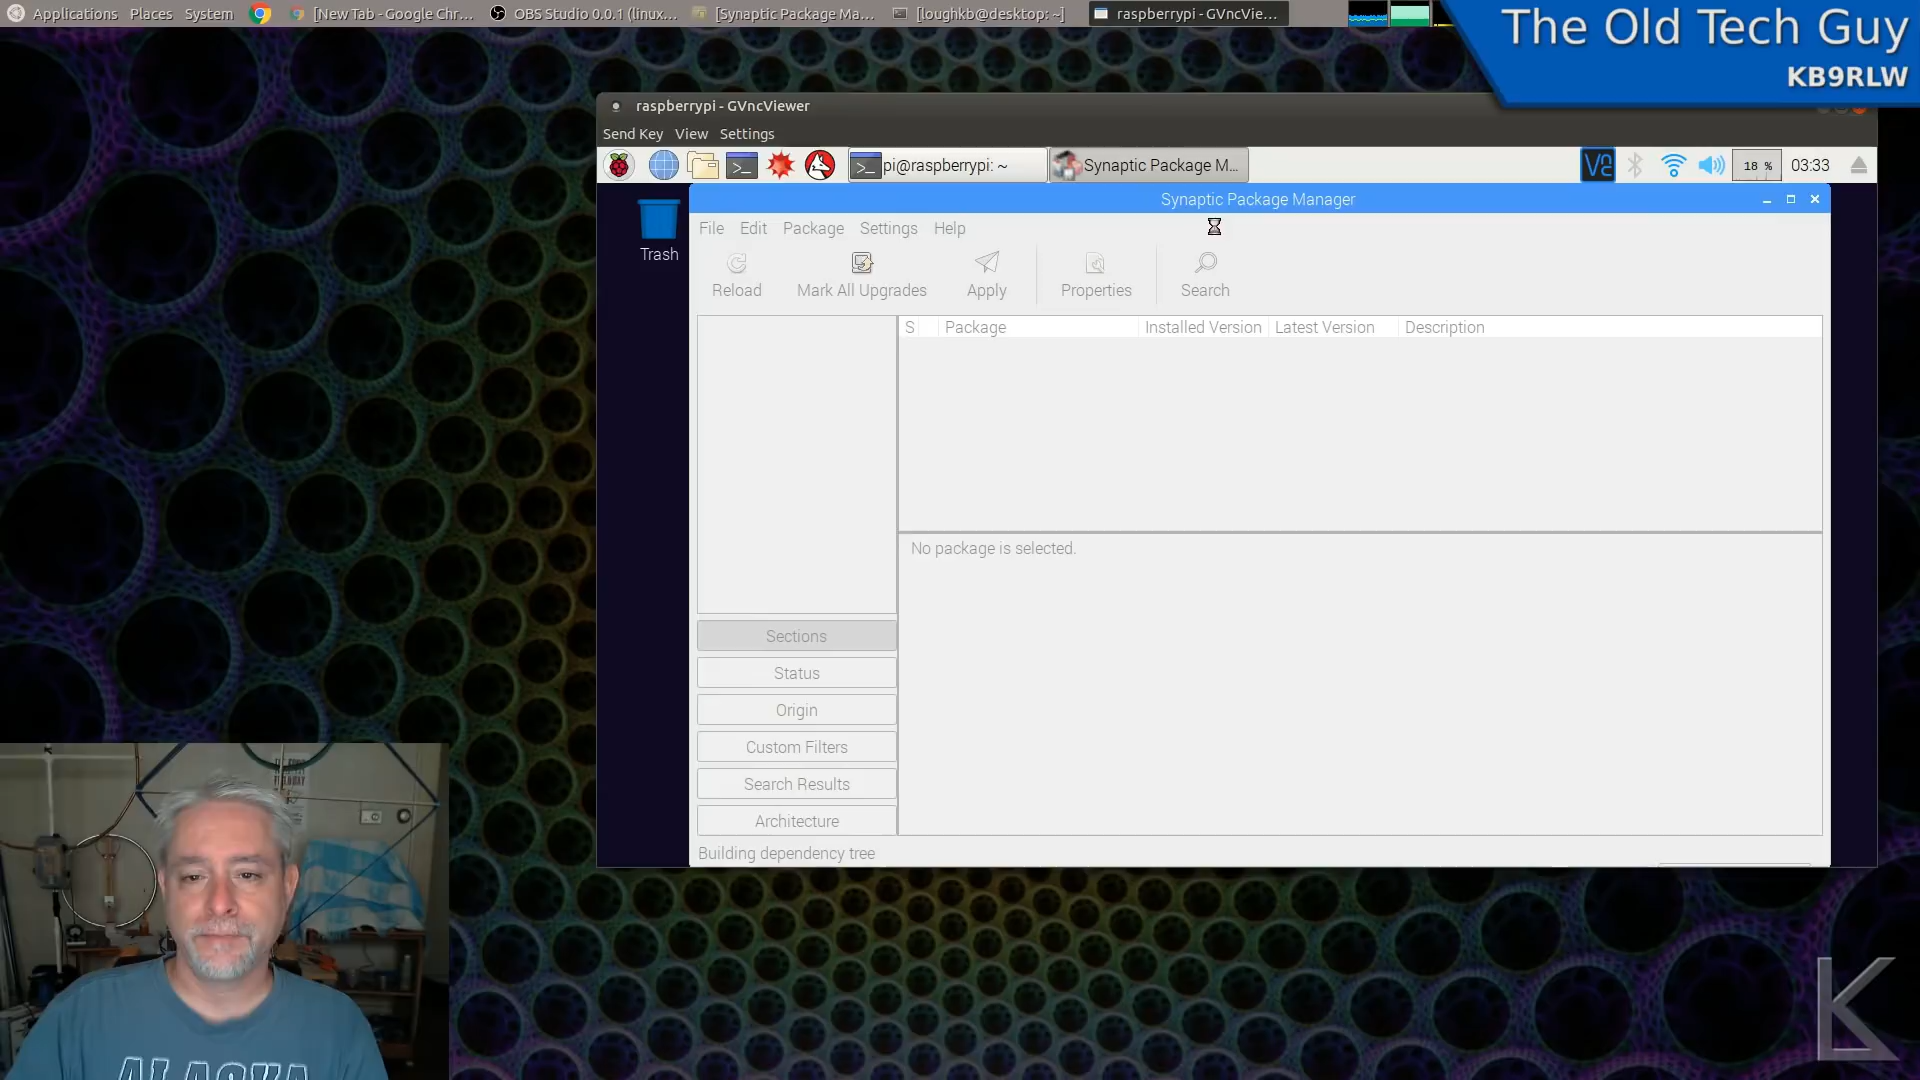 Applications Places System [New Tab - Google Chr... OBS Studio 0.0.1 (linux... [Synaptic Package Ma... [loughkb@desktop: ~] raspberrypi - GVncVie...
The Old Tech Guy
KB9RLW
raspberrypi - GVncViewer
Send Key View Settings
pi@raspberrypi: ~ Synaptic Package M... 18 % 03:33
Synaptic Package Manager
Trash
File Edit Package Settings Help
Reload Mark All Upgrades Apply Properties Search
S Package Installed Version Latest Version Description
No package is selected.
Sections
Status
Origin
Custom Filters
Search Results
Architecture
Building dependency tree
ALASKA
K